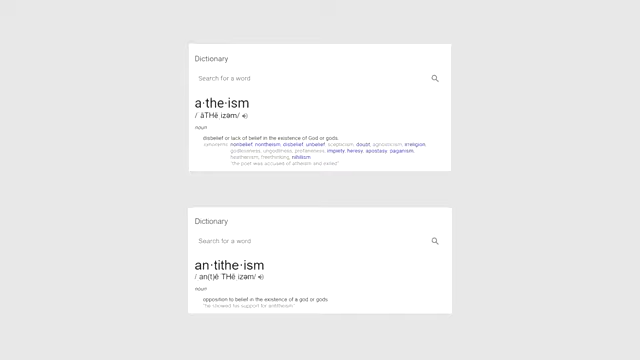 Dictionary
Search for a word
a·the·ism
/ˈāTHēˌizəm/
noun
disbelief or lack of belief in the existence of God or gods.
synonyms: nonbelief, nontheism, disbelief, unbelief, scepticism, doubt, agnosticism, irreligion,
godlessness, ungodliness, profaneness, impiety, heresy, apostasy, paganism,
heathenism, freethinking, nihilism
"the poet was accused of atheism and exiled"
Dictionary
Search for a word
an·tithe·ism
/ˌan(t)ēˈTHēˌizəm/
noun
opposition to belief in the existence of a god or gods.
"he showed his support for antitheism"